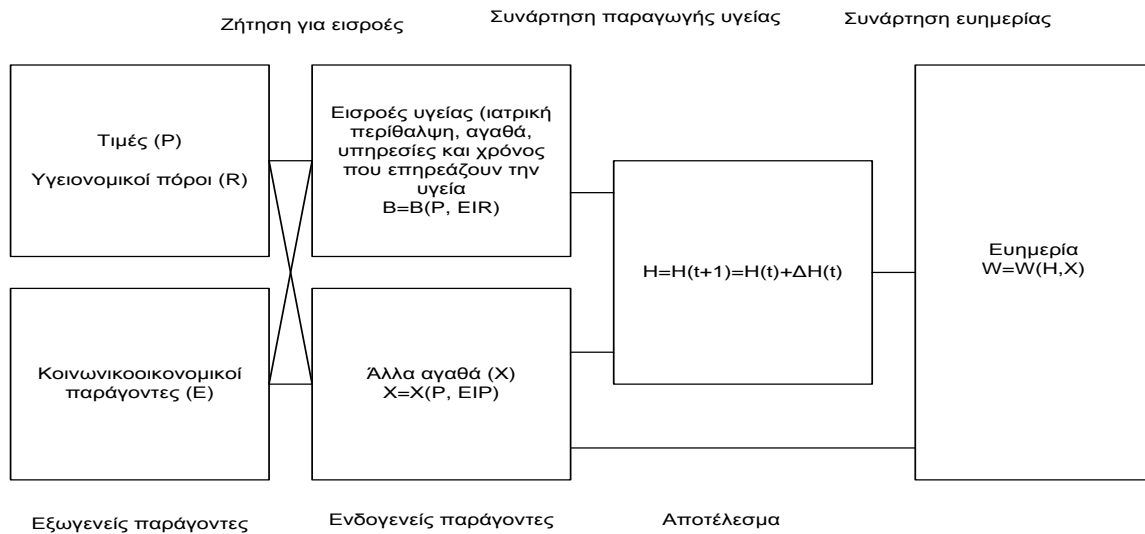 Ζήτηση για εισροές
Συνάρτηση παραγωγής υγείας
Συνάρτηση ευημερίας
Τιμές (P)
Υγειονομικοί πόροι (R)
Εισροές υγείας (ιατρική
περίθαλψη, αγαθά,
υπηρεσίες και χρόνος
που επηρεάζουν την
υγεία
B=B(P, EIR)
H=H(t+1)=H(t)+ΔH(t)
Ευημερία
W=W(H,X)
Κοινωνικοοικονομικοί
παράγοντες (E)
Άλλα αγαθά (X)
X=X(P, EIP)
Εξωγενείς παράγοντες
Ενδογενείς παράγοντες
Αποτέλεσμα